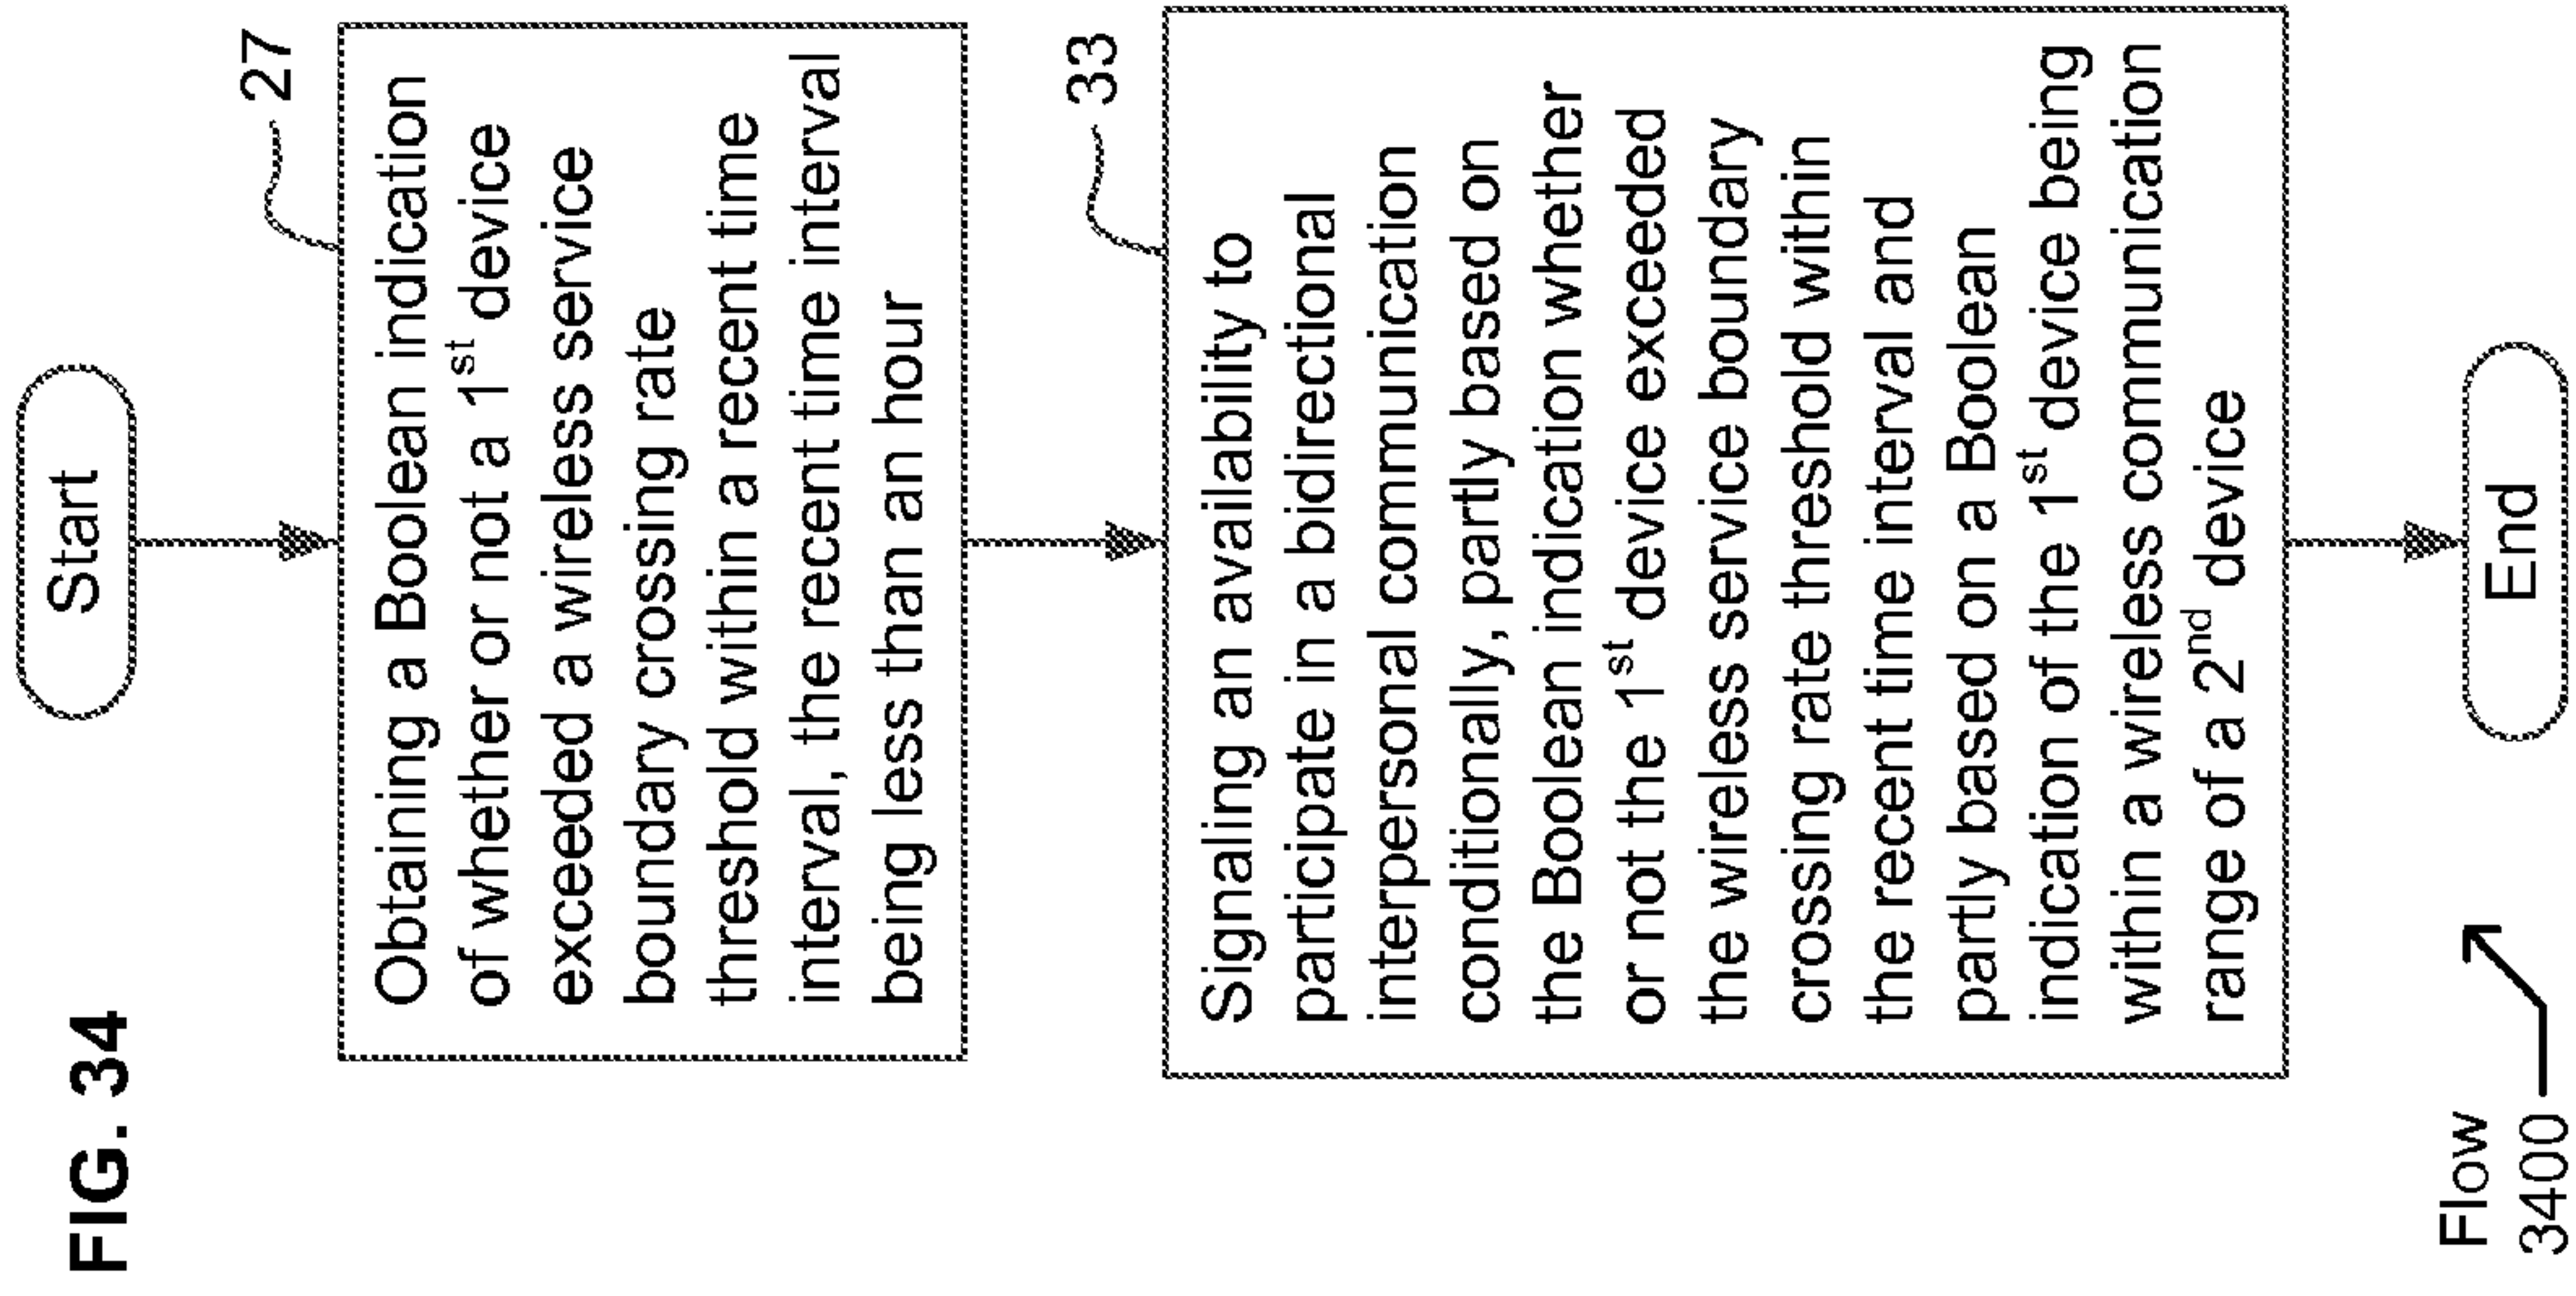 FIG. 34
Start
27
Obtaining a Boolean indication
of whether or not a 1st device
exceeded a wireless service
boundary crossing rate
threshold within a recent time
interval, the recent time interval
being less than an hour
33
Signaling an availability to
participate in a bidirectional
interpersonal communication
conditionally, partly based on
the Boolean indication whether
or not the 1st device exceeded
the wireless service boundary
crossing rate threshold within
the recent time interval and
partly based on a Boolean
indication of the 1st device being
within a wireless communication
range of a 2nd device
End
Flow
3400